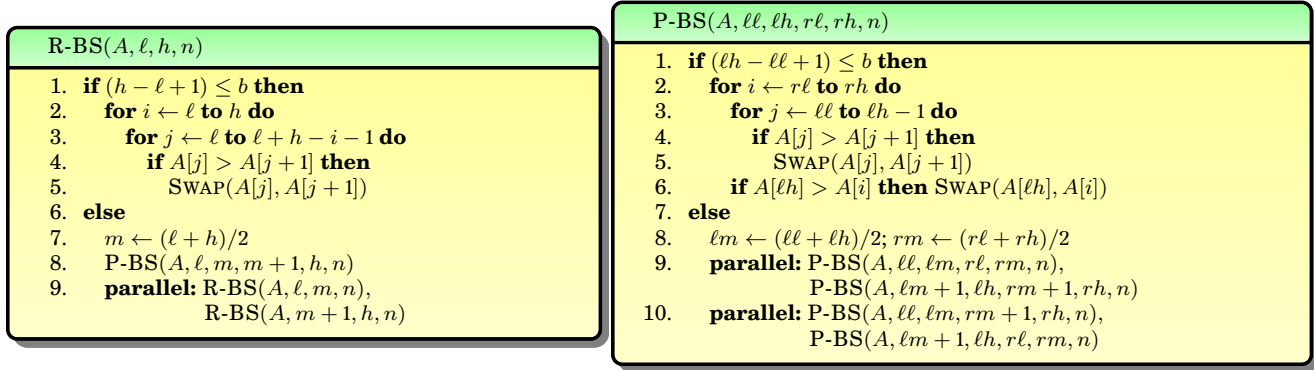 R-BS(A, ℓ, h, n)
1. if (h − ℓ + 1) ≤ b then
2. for i ← ℓ to h do
3. for j ← ℓ to ℓ + h − i − 1 do
4. if A[j] > A[j + 1] then
5. SWAP(A[j], A[j + 1])
6. else
7. m ← (ℓ + h)/2
8. P-BS(A, ℓ, m, m + 1, h, n)
9. parallel: R-BS(A, ℓ, m, n),
R-BS(A, m + 1, h, n)
P-BS(A, ℓℓ, ℓh, rℓ, rh, n)
1. if (ℓh − ℓℓ + 1) ≤ b then
2. for i ← rℓ to rh do
3. for j ← ℓℓ to ℓh − 1 do
4. if A[j] > A[j + 1] then
5. SWAP(A[j], A[j + 1])
6. if A[ℓh] > A[i] then SWAP(A[ℓh], A[i])
7. else
8. ℓm ← (ℓℓ + ℓh)/2; rm ← (rℓ + rh)/2
9. parallel: P-BS(A, ℓℓ, ℓm, rℓ, rm, n),
P-BS(A, ℓm + 1, ℓh, rm + 1, rh, n)
10. parallel: P-BS(A, ℓℓ, ℓm, rm + 1, rh, n),
P-BS(A, ℓm + 1, ℓh, rℓ, rm, n)